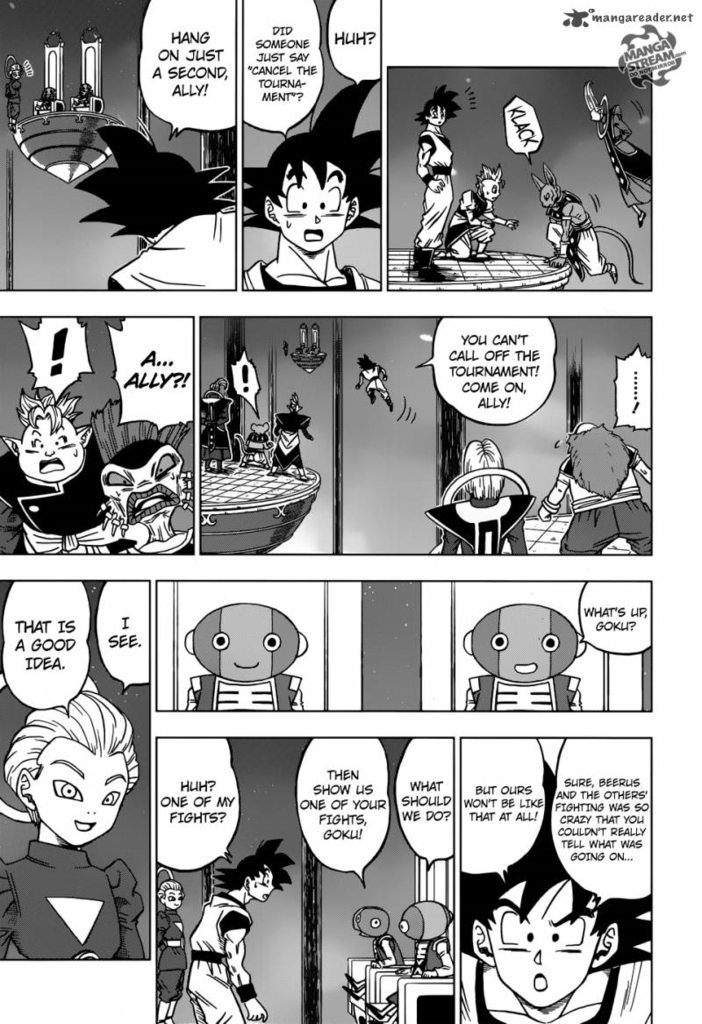 mangareader.net
MANGA
STREAM
.com
HUH?
DID
SOMEONE
JUST SAY
"CANCEL THE
TOURNA-
MENT"?
HANG
ON JUST
A SECOND,
ALLY!
KLACK
......!
YOU CAN'T
CALL OFF THE
TOURNAMENT!
COME ON,
ALLY!
!
A...
ALLY?!
!
WHAT'S UP,
GOKU?
I
SEE.
THAT IS
A GOOD
IDEA.
SURE, BEERUS
AND THE OTHERS'
FIGHTING WAS SO
CRAZY THAT YOU
COULDN'T REALLY
TELL WHAT WAS
GOING ON...
BUT OURS
WON'T BE LIKE
THAT AT ALL!
WHAT
SHOULD
WE DO?
THEN
SHOW US
ONE OF YOUR
FIGHTS,
GOKU!
HUH?
ONE OF MY
FIGHTS?